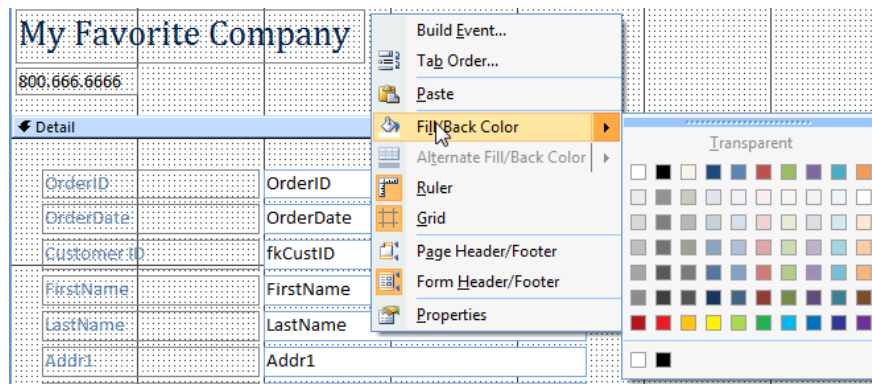 My Favorite Company
800.666.6666
Detail
OrderID OrderID
OrderDate OrderDate
Customer ID fkCustID
FirstName FirstName
LastName LastName
Addr1 Addr1
Build Event...
Tab Order...
Paste
Fill/Back Color
Alternate Fill/Back Color
Ruler
Grid
Page Header/Footer
Form Header/Footer
Properties
Transparent